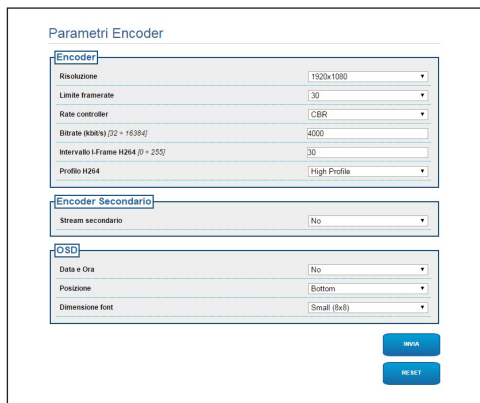 Parametri Encoder
Encoder
Risoluzione 1920x1080
Limite framerate 30
Rate controller CBR
Bitrate (kbit/s) [32 ÷ 16384] 4000
Intervallo I-Frame H264 [0 ÷ 255] 30
Profilo H264 High Profile
Encoder Secondario
Stream secondario No
OSD
Data e Ora No
Posizione Bottom
Dimensione font Small (8x8)
INVIA
RESET